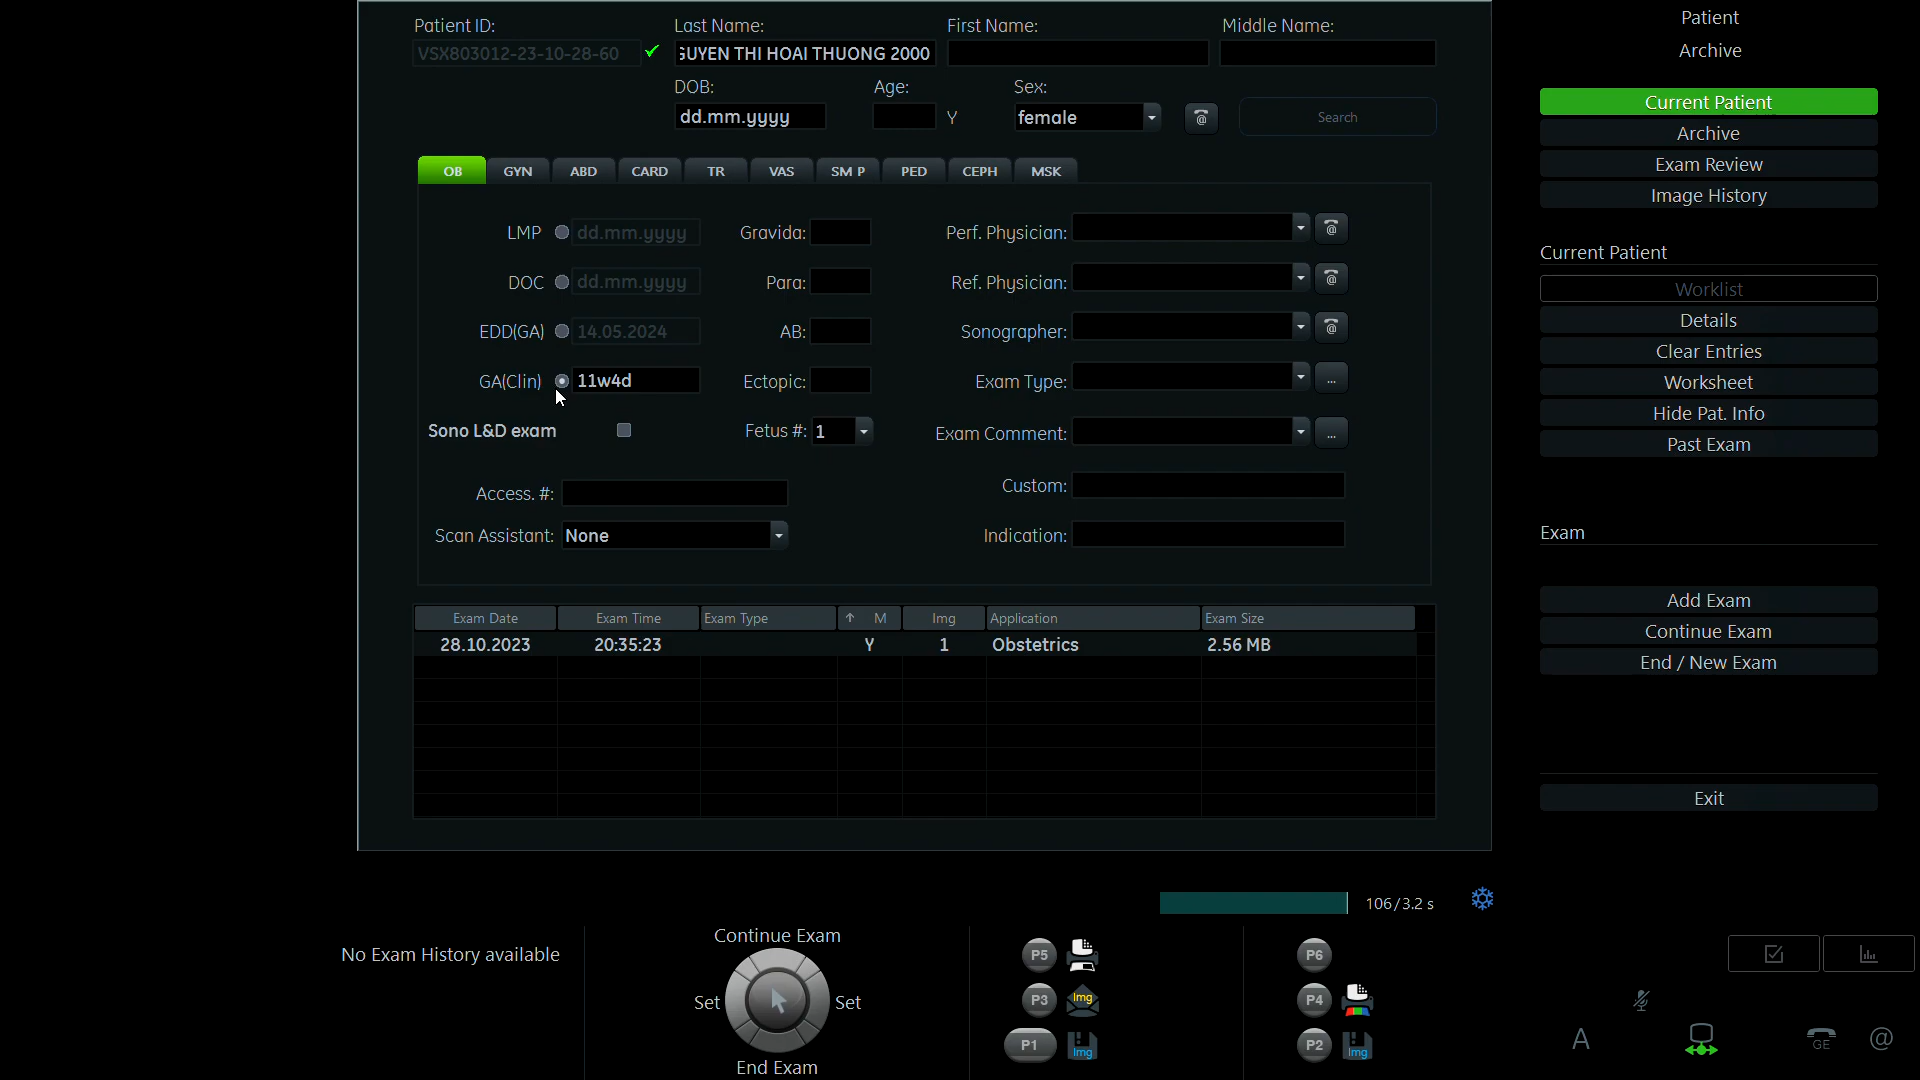 Patient ID: Last Name: First Name: Middle Name:
VSX803012-23-10-28-60 GUYEN THI HOAI THUONG 2000
DOB: Age: Sex:
dd.mm.yyyy Y female @ Search
OB GYN ABD CARD TR VAS SM P PED CEPH MSK
LMP dd.mm.yyyy Gravida: Perf. Physician: @
DOC dd.mm.yyyy Para: Ref. Physician: @
EDD(GA) 14.05.2024 AB: Sonographer: @
GA(Clin) 11w4d Ectopic: Exam Type: ...
Sono L&D exam Fetus #: 1 Exam Comment: ...
Access. #: Custom:
Scan Assistant: None Indication:
Exam Date Exam Time Exam Type ↑ M Img Application Exam Size
28.10.2023 20:35:23 Y 1 Obstetrics 2.56 MB
Patient
Archive
Current Patient
Archive
Exam Review
Image History
Current Patient
Worklist
Details
Clear Entries
Worksheet
Hide Pat. Info
Past Exam
Exam
Add Exam
Continue Exam
End / New Exam
Exit
106/3.2 s
No Exam History available
Continue Exam
Set Set
End Exam
P5 P6
P3 Img P4
P1 Img P2 Img
A GE @